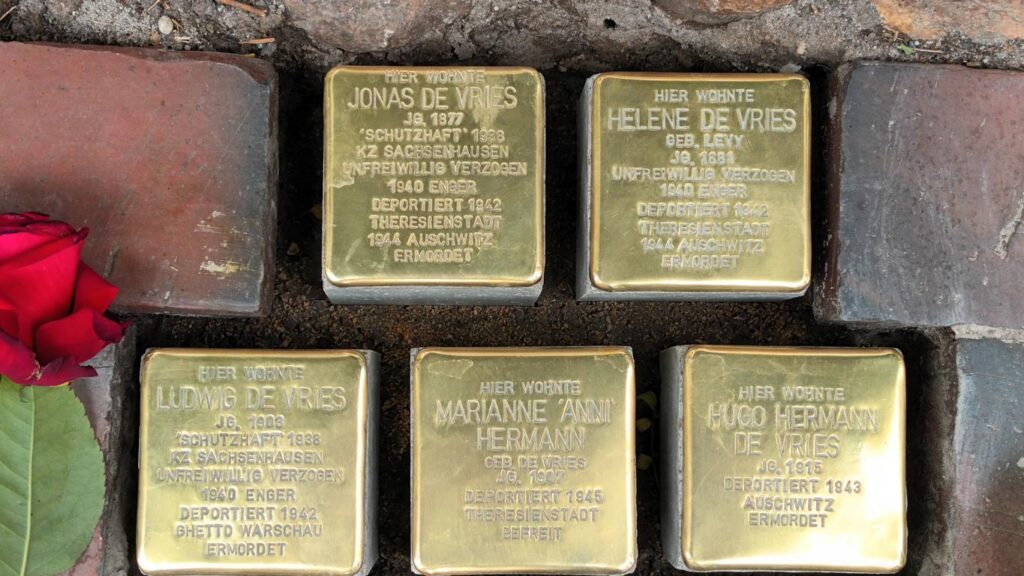 HIER WOHNTE
JONAS DE VRIES
JG. 1877
'SCHUTZHAFT' 1938
KZ SACHSENHAUSEN
UNFREIWILLIG VERZOGEN
1940 ENGER
DEPORTIERT 1942
THERESIENSTADT
1944 AUSCHWITZ
ERMORDET
HIER WOHNTE
HELENE DE VRIES
GEB. LEVY
JG. 1881
UNFREIWILLIG VERZOGEN
1940 ENGER
DEPORTIERT 1942
THERESIENSTADT
1944 AUSCHWITZ
ERMORDET
HIER WOHNTE
LUDWIG DE VRIES
JG. 1903
'SCHUTZHAFT' 1938
KZ SACHSENHAUSEN
UNFREIWILLIG VERZOGEN
1940 ENGER
DEPORTIERT 1942
GHETTO WARSCHAU
ERMORDET
HIER WOHNTE
MARIANNE 'ANNI'
HERMANN
GEB. DE VRIES
JG. 1907
DEPORTIERT 1945
THERESIENSTADT
BEFREIT
HIER WOHNTE
HUGO HERMANN
DE VRIES
JG. 1915
DEPORTIERT 1943
AUSCHWITZ
ERMORDET